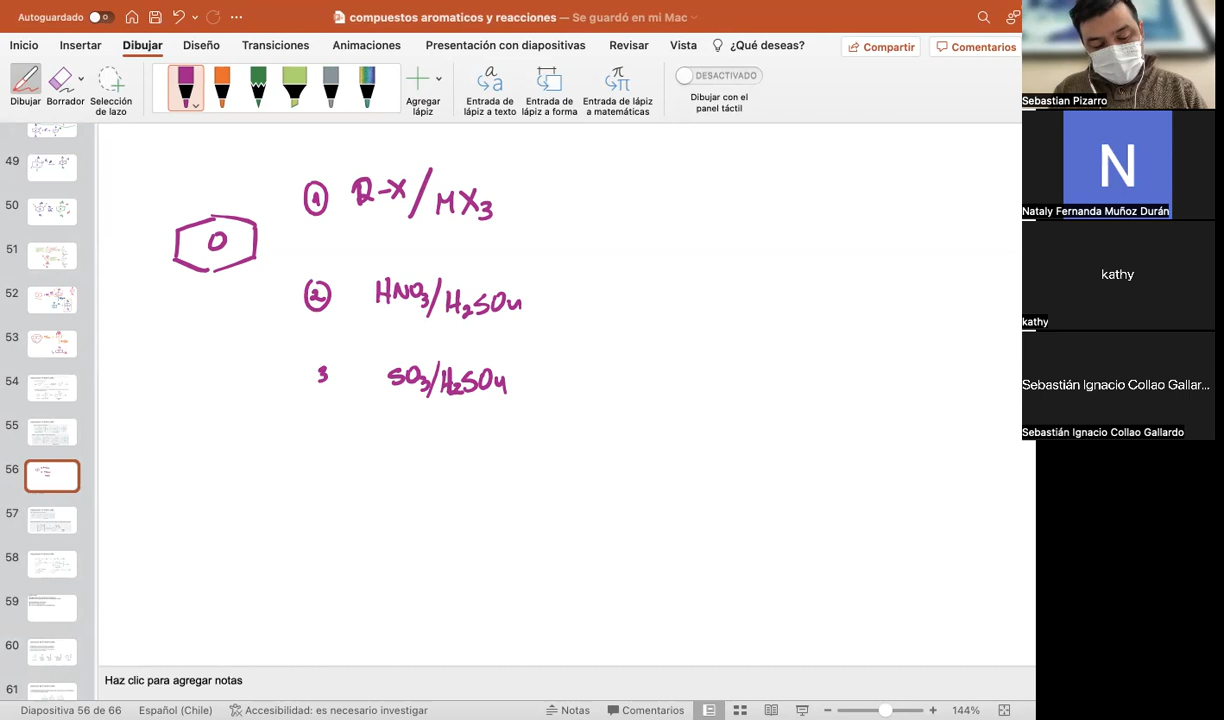 Autoguardado
compuestos aromaticos y reacciones — Se guardó en mi Mac
Inicio Insertar Dibujar Diseño Transiciones Animaciones Presentación con diapositivas Revisar Vista ¿Qué deseas? Compartir Comentarios
Dibujar Borrador Selección de lazo
Agregar lápiz
Entrada de lápiz a texto
Entrada de lápiz a forma
Entrada de lápiz a matemáticas
DESACTIVADO
Dibujar con el panel táctil
49
50
51
52
53
54
55
56
57
58
59
60
61
1 R-X / MX3
2 HNO3/H2SO4
3 SO3/H2SO4
Sebastian Pizarro
N
Nataly Fernanda Muñoz Durán
kathy
kathy
Sebastián Ignacio Collao Gallar...
Sebastián Ignacio Collao Gallardo
Haz clic para agregar notas
Diapositiva 56 de 66 Español (Chile) Accesibilidad: es necesario investigar Notas Comentarios 144%